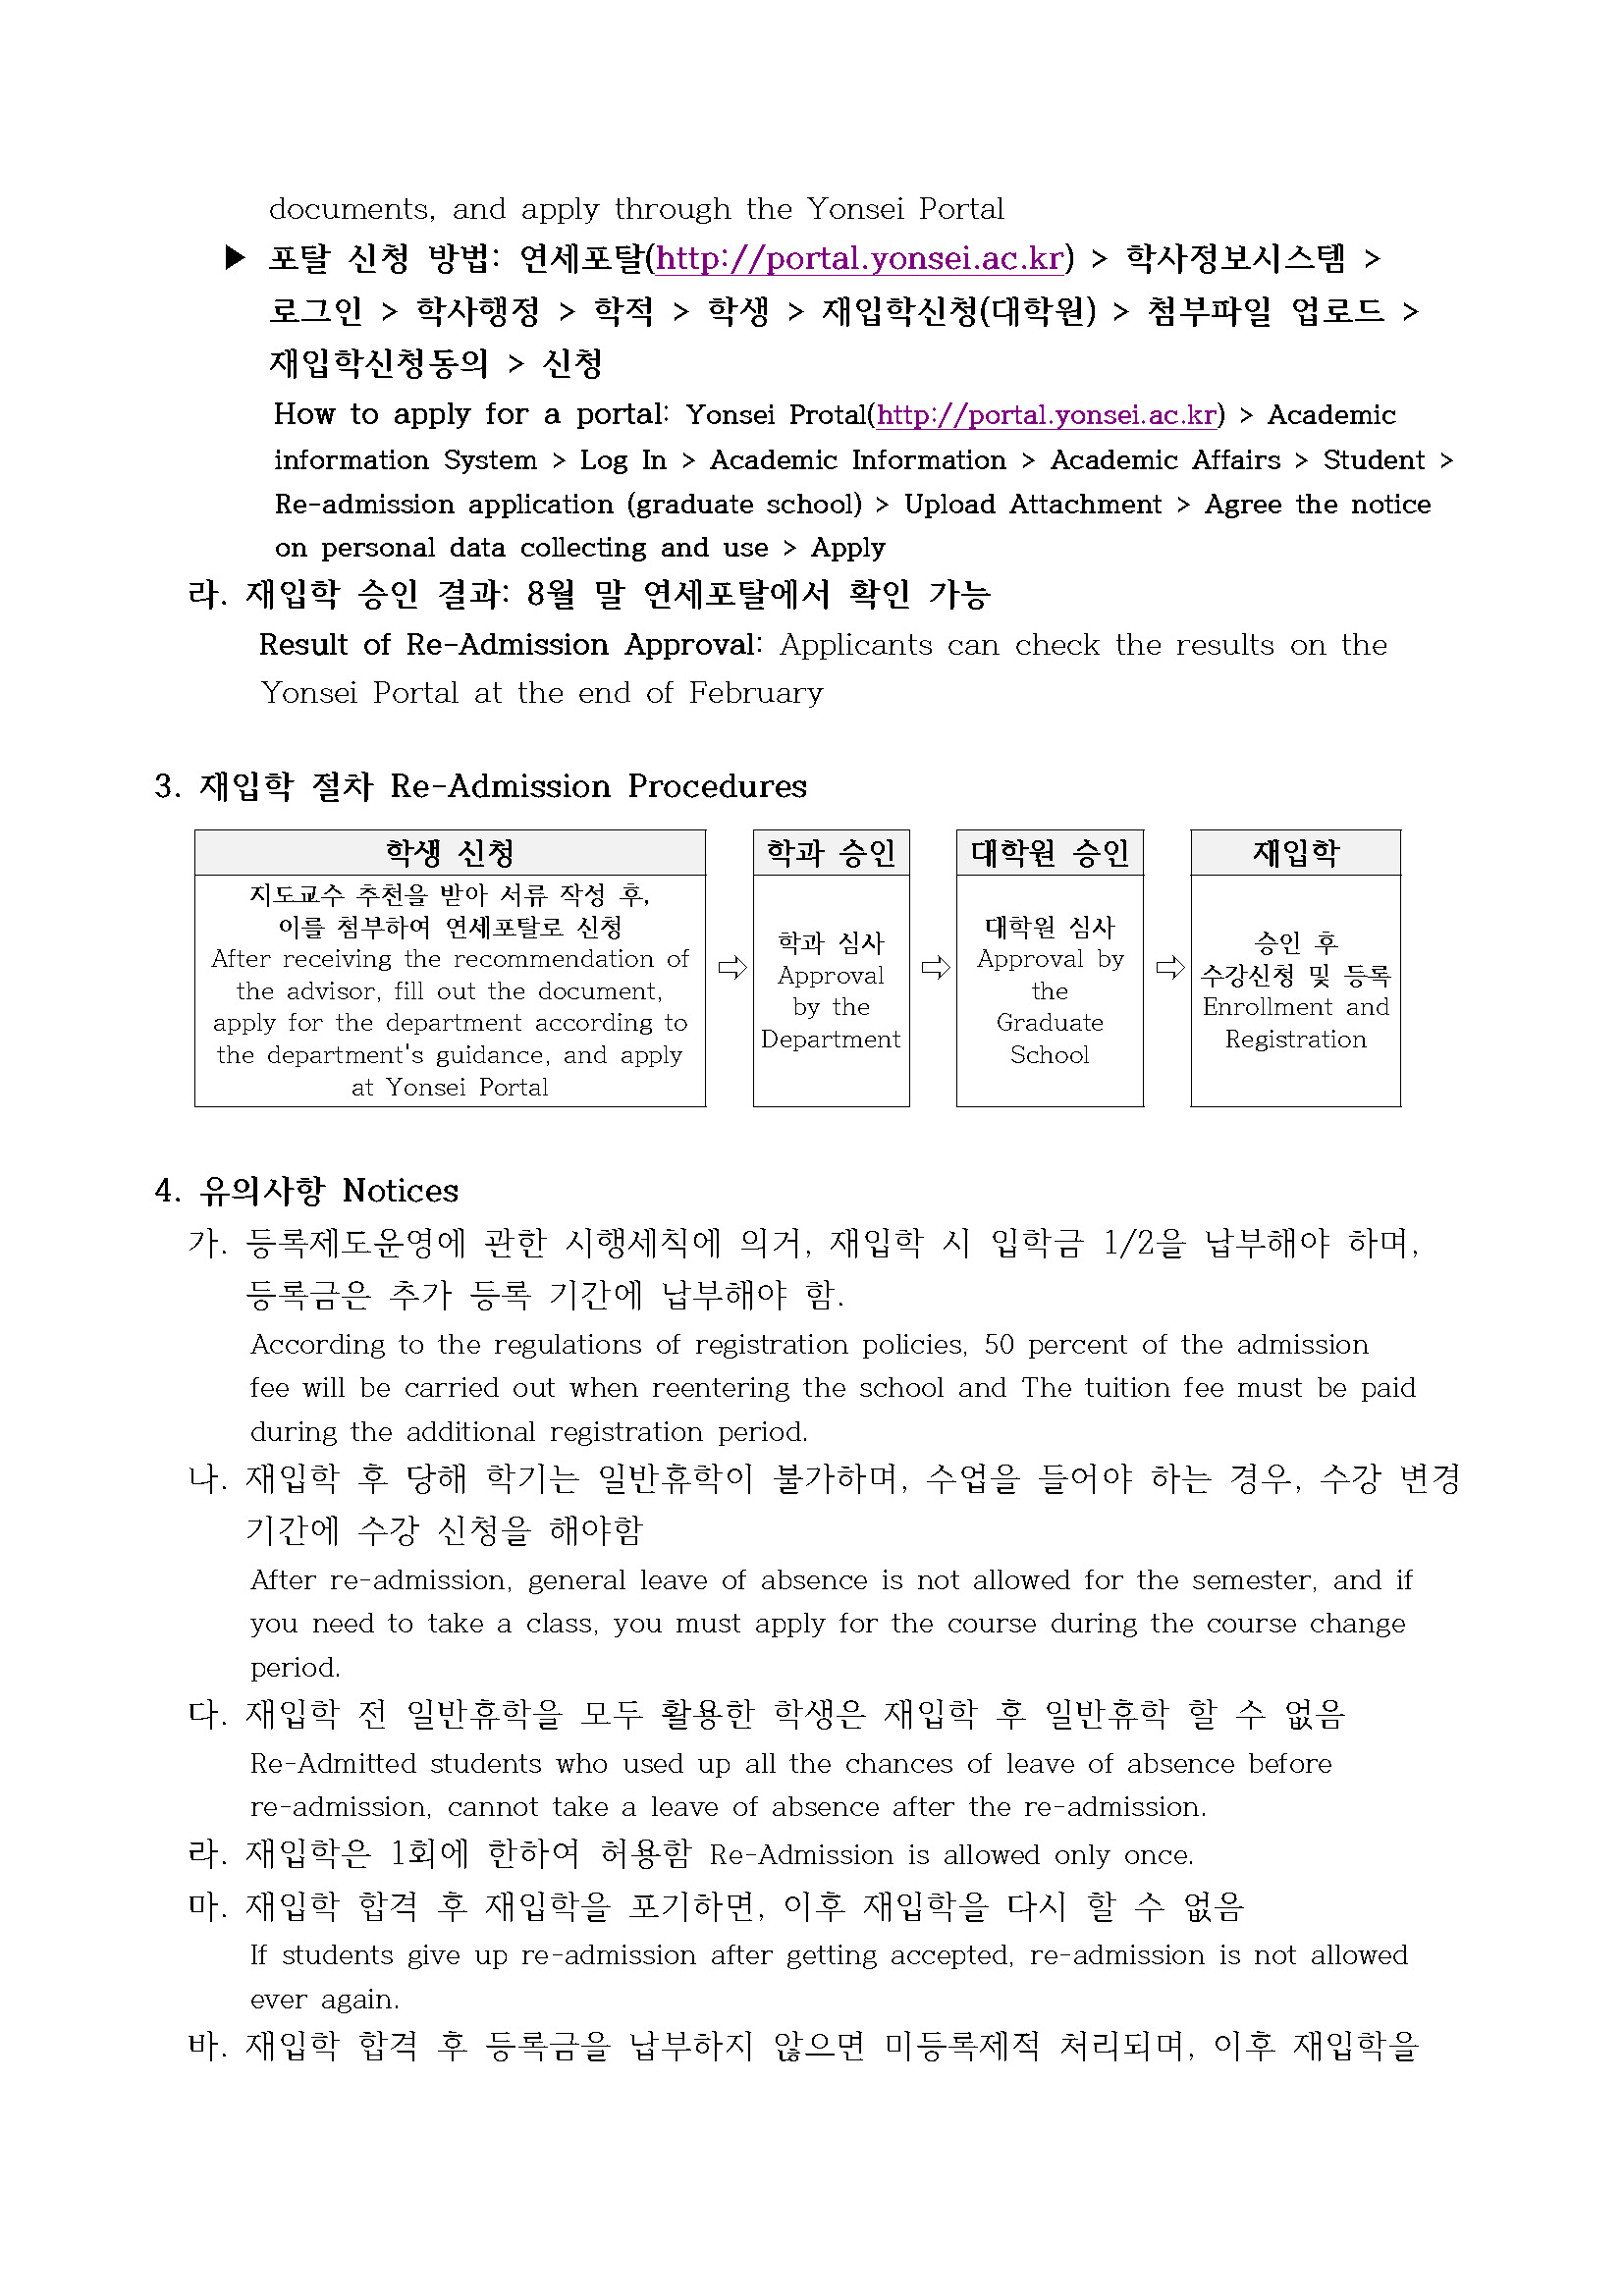 documents, and apply through the Yonsei Portal
▶ 포탈 신청 방법: 연세포탈(http://portal.yonsei.ac.kr) > 학사정보시스템 >
로그인 > 학사행정 > 학적 > 학생 > 재입학신청(대학원) > 첨부파일 업로드 >
재입학신청동의 > 신청
How to apply for a portal: Yonsei Protal(http://portal.yonsei.ac.kr) > Academic
information System > Log In > Academic Information > Academic Affairs > Student >
Re-admission application (graduate school) > Upload Attachment > Agree the notice
on personal data collecting and use > Apply
라. 재입학 승인 결과: 8월 말 연세포탈에서 확인 가능
Result of Re-Admission Approval: Applicants can check the results on the
Yonsei Portal at the end of February
3. 재입학 절차 Re-Admission Procedures
학생 신청
지도교수 추천을 받아 서류 작성 후,
이를 첨부하여 연세포탈로 신청
After receiving the recommendation of
the advisor, fill out the document,
apply for the department according to
the department's guidance, and apply
at Yonsei Portal
⇨
학과 승인
학과 심사
Approval
by the
Department
⇨
대학원 승인
대학원 심사
Approval by
the
Graduate
School
⇨
재입학
승인 후
수강신청 및 등록
Enrollment and
Registration
4. 유의사항 Notices
가. 등록제도운영에 관한 시행세칙에 의거, 재입학 시 입학금 1/2을 납부해야 하며,
등록금은 추가 등록 기간에 납부해야 함.
According to the regulations of registration policies, 50 percent of the admission
fee will be carried out when reentering the school and The tuition fee must be paid
during the additional registration period.
나. 재입학 후 당해 학기는 일반휴학이 불가하며, 수업을 들어야 하는 경우, 수강 변경
기간에 수강 신청을 해야함
After re-admission, general leave of absence is not allowed for the semester, and if
you need to take a class, you must apply for the course during the course change
period.
다. 재입학 전 일반휴학을 모두 활용한 학생은 재입학 후 일반휴학 할 수 없음
Re-Admitted students who used up all the chances of leave of absence before
re-admission, cannot take a leave of absence after the re-admission.
라. 재입학은 1회에 한하여 허용함 Re-Admission is allowed only once.
마. 재입학 합격 후 재입학을 포기하면, 이후 재입학을 다시 할 수 없음
If students give up re-admission after getting accepted, re-admission is not allowed
ever again.
바. 재입학 합격 후 등록금을 납부하지 않으면 미등록제적 처리되며, 이후 재입학을